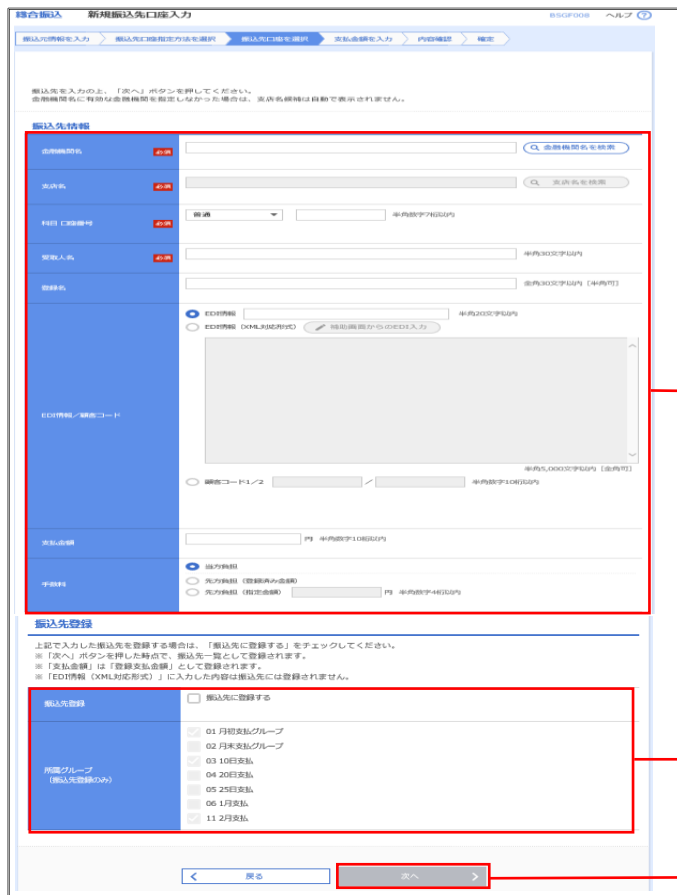 総合振込 新規振込先口座入力 BSGF008 ヘルプ ?
振込元情報を入力 振込先口座指定方法を選択 振込先口座を選択 支払金額を入力 内容確認 確定
振込先を入力の上、「次へ」ボタンを押してください。
金融機関名に有効な金融機関を指定しなかった場合は、支店名候補は自動で表示されません。
振込先情報
金融機関名 必須 金融機関名を検索
支店名 必須 支店名を検索
科目 口座番号 必須 普通 半角数字7桁以内
受取人名 必須 半角30文字以内
登録名 全角30文字以内 [半角可]
EDI情報 半角20文字以内
EDI情報 (XML対応形式) 補助画面からのEDI入力
EDI情報/顧客コード
半角5,000文字以内 [全角可]
顧客コード1/2 / 半角数字10桁以内
支払金額 円 半角数字10桁以内
手数料 当方負担
先方負担 (登録済み金額)
先方負担 (指定金額) 円 半角数字4桁以内
振込先登録
上記で入力した振込先を登録する場合は、「振込先に登録する」をチェックしてください。
※「次へ」ボタンを押した時点で、振込先一覧として登録されます。
※「支払金額」は「登録支払金額」として登録されます。
※「EDI情報(XML対応形式)」に入力した内容は振込先には登録されません。
振込先登録 振込先に登録する
01 月初支払グループ
02 月末支払グループ
03 10日支払
所属グループ
(振込先登録のみ)
04 20日支払
05 25日支払
06 1月支払
11 2月支払
戻る 次へ